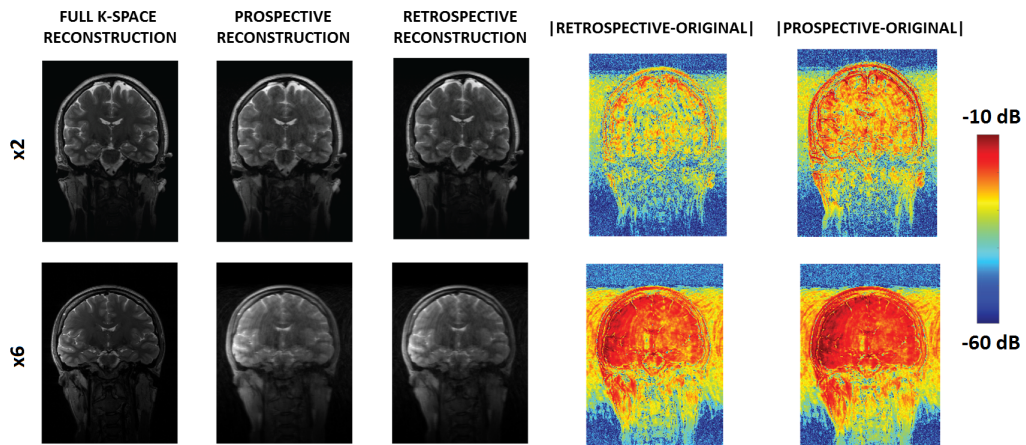 FULL K-SPACE
RECONSTRUCTION
PROSPECTIVE
RECONSTRUCTION
RETROSPECTIVE
RECONSTRUCTION
|RETROSPECTIVE-ORIGINAL|
|PROSPECTIVE-ORIGINAL|
x2
-10 dB
x6
-60 dB